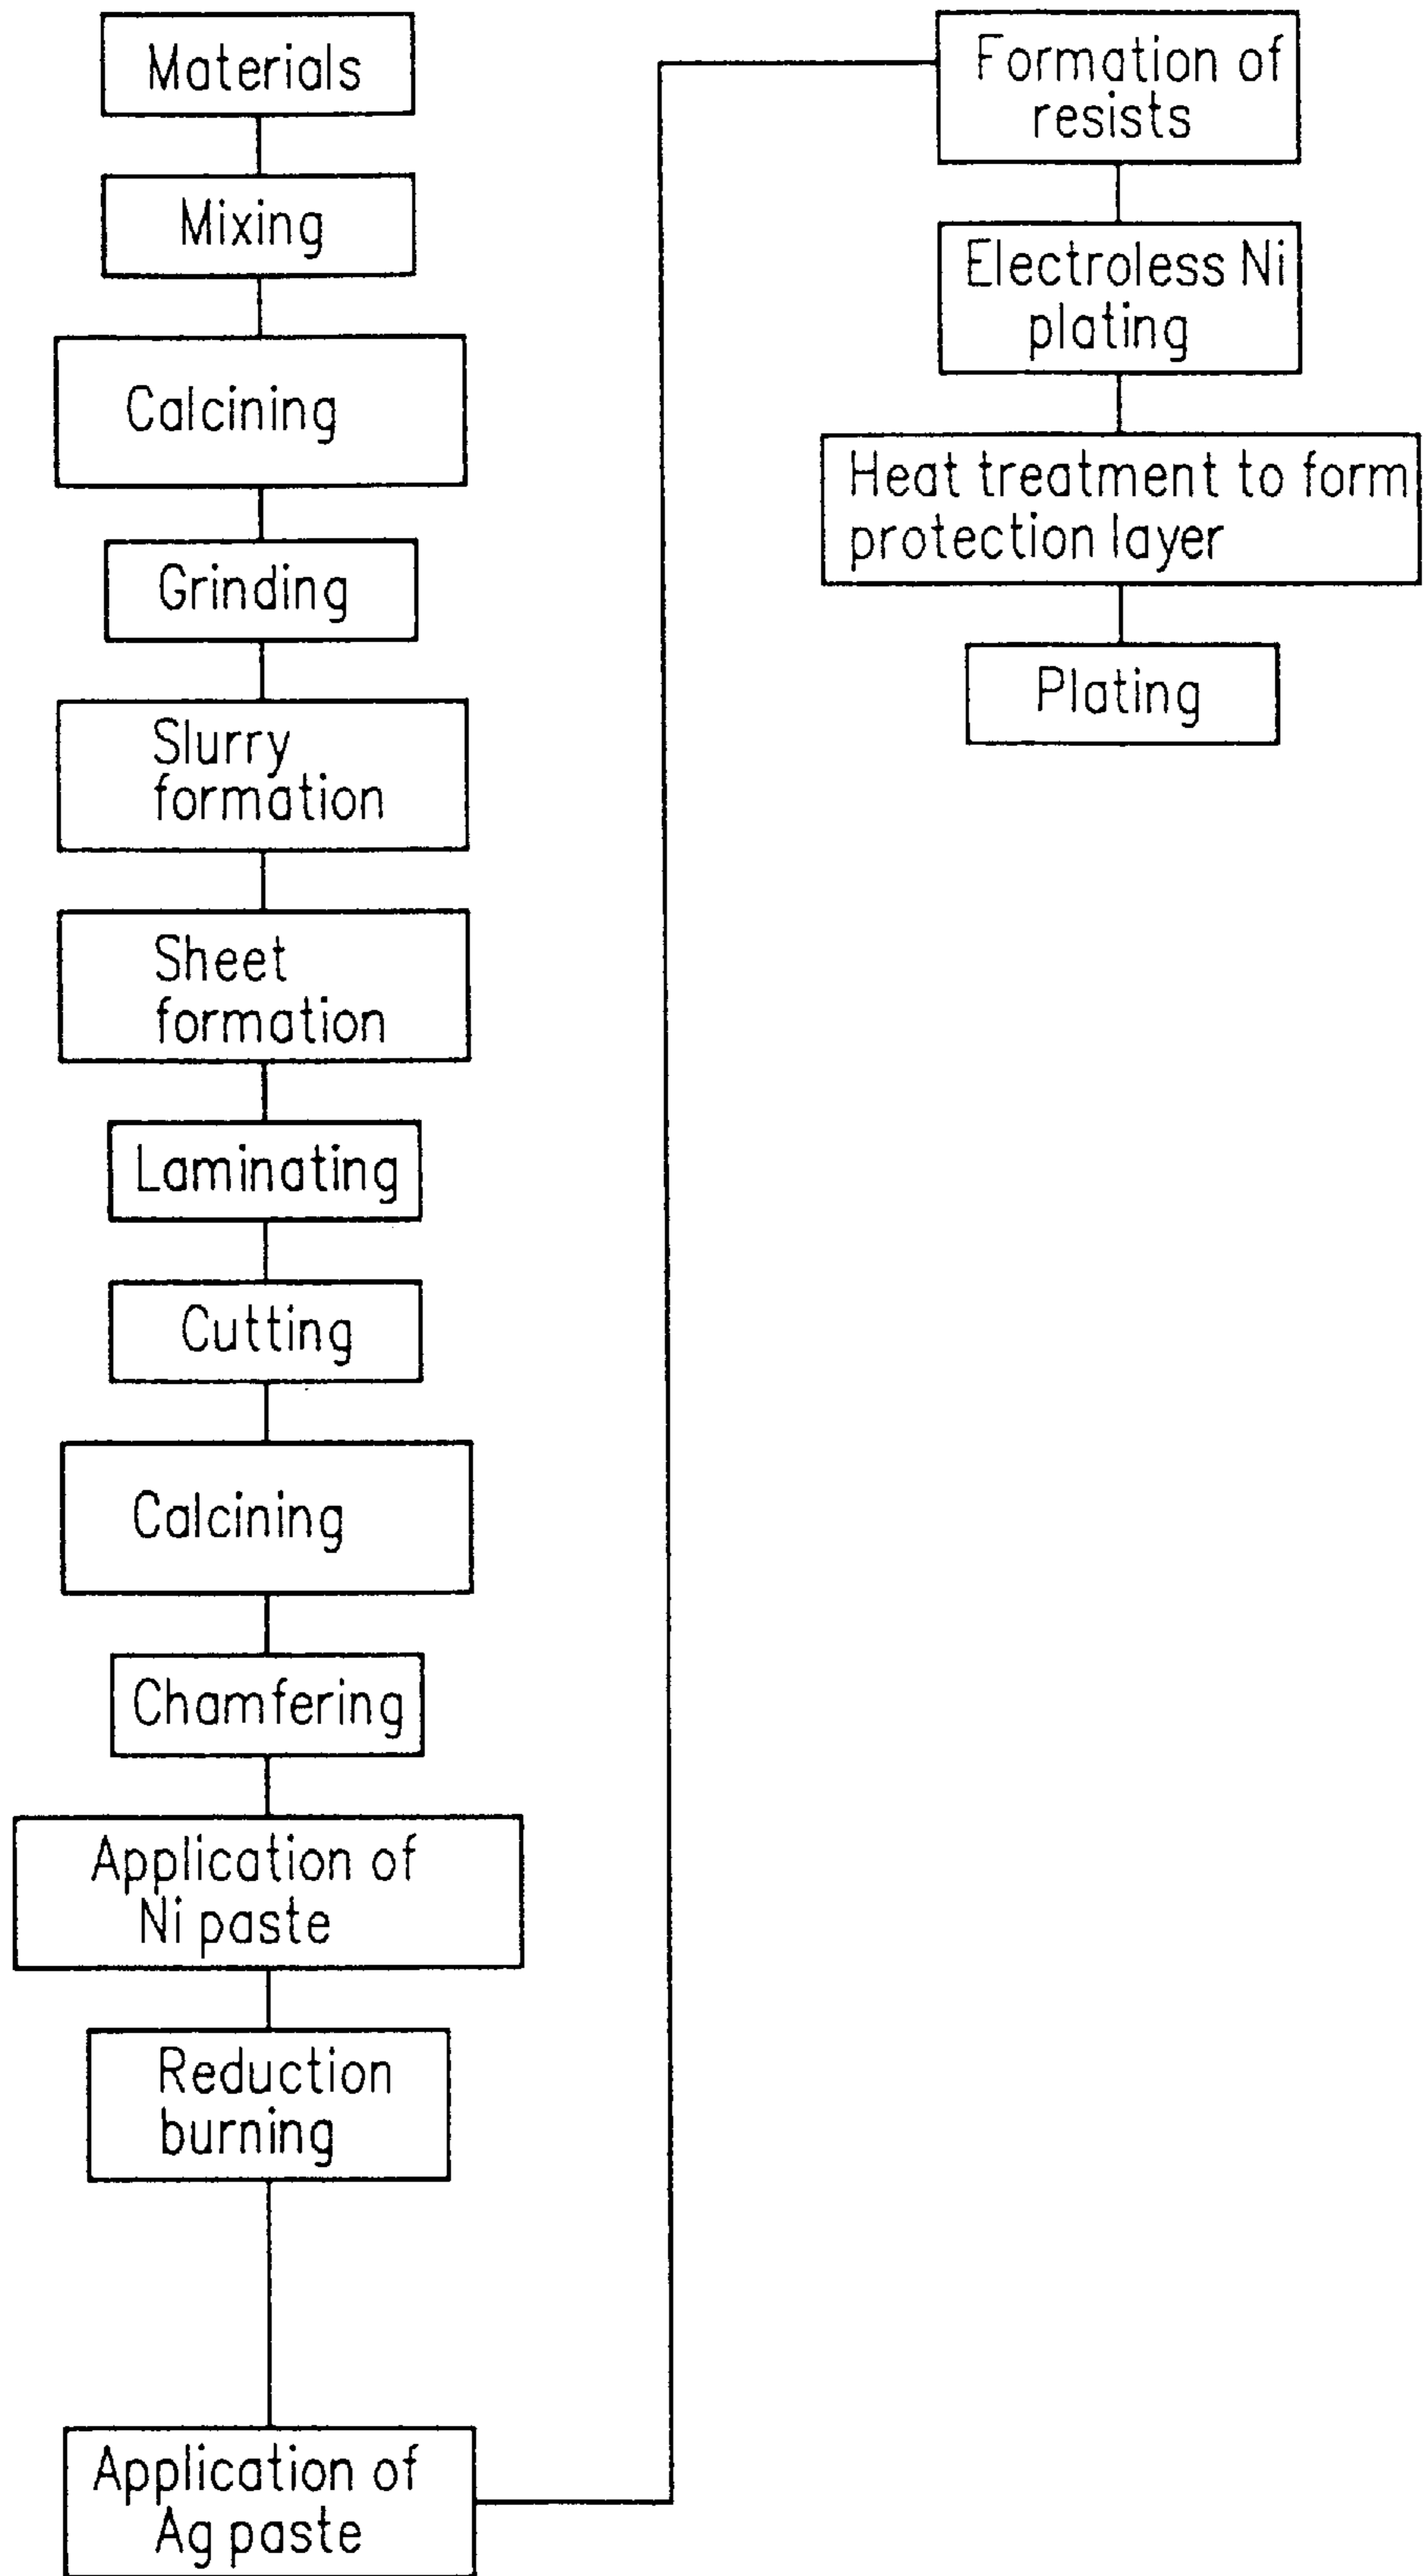 Materials
Mixing
Calcining
Grinding
Slurry
formation
Sheet
formation
Laminating
Cutting
Calcining
Chamfering
Application of
Ni paste
Reduction
burning
Application of
Ag paste
Formation of
resists
Electroless Ni
plating
Heat treatment to form
protection layer
Plating